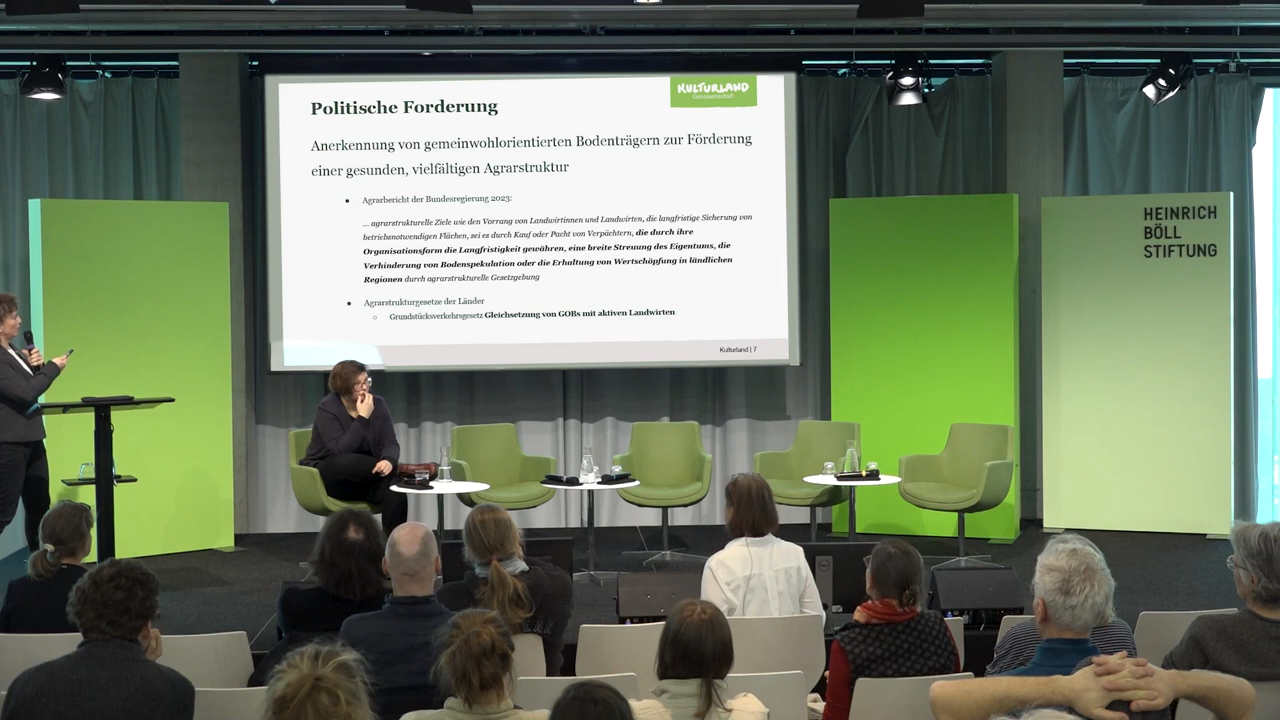 KULTURLAND
Genossenschaft
Politische Forderung
Anerkennung von gemeinwohlorientierten Bodenträgern zur Förderung
einer gesunden, vielfältigen Agrarstruktur
● Agrarbericht der Bundesregierung 2023:
... agrarstrukturelle Ziele wie den Vorrang von Landwirtinnen und Landwirten, die langfristige Sicherung von
betriebsnotwendigen Flächen, sei es durch Kauf oder Pacht von Verpächtern, die durch ihre
Organisationsform die Langfristigkeit gewähren, eine breite Streuung des Eigentums, die
Verhinderung von Bodenspekulation oder die Erhaltung von Wertschöpfung in ländlichen
Regionen durch agrarstrukturelle Gesetzgebung
● Agrarstrukturgesetze der Länder
○ Grundstücksverkehrsgesetz Gleichsetzung von GOBs mit aktiven Landwirten
Kulturland | 7
HEINRICH
BÖLL
STIFTUNG